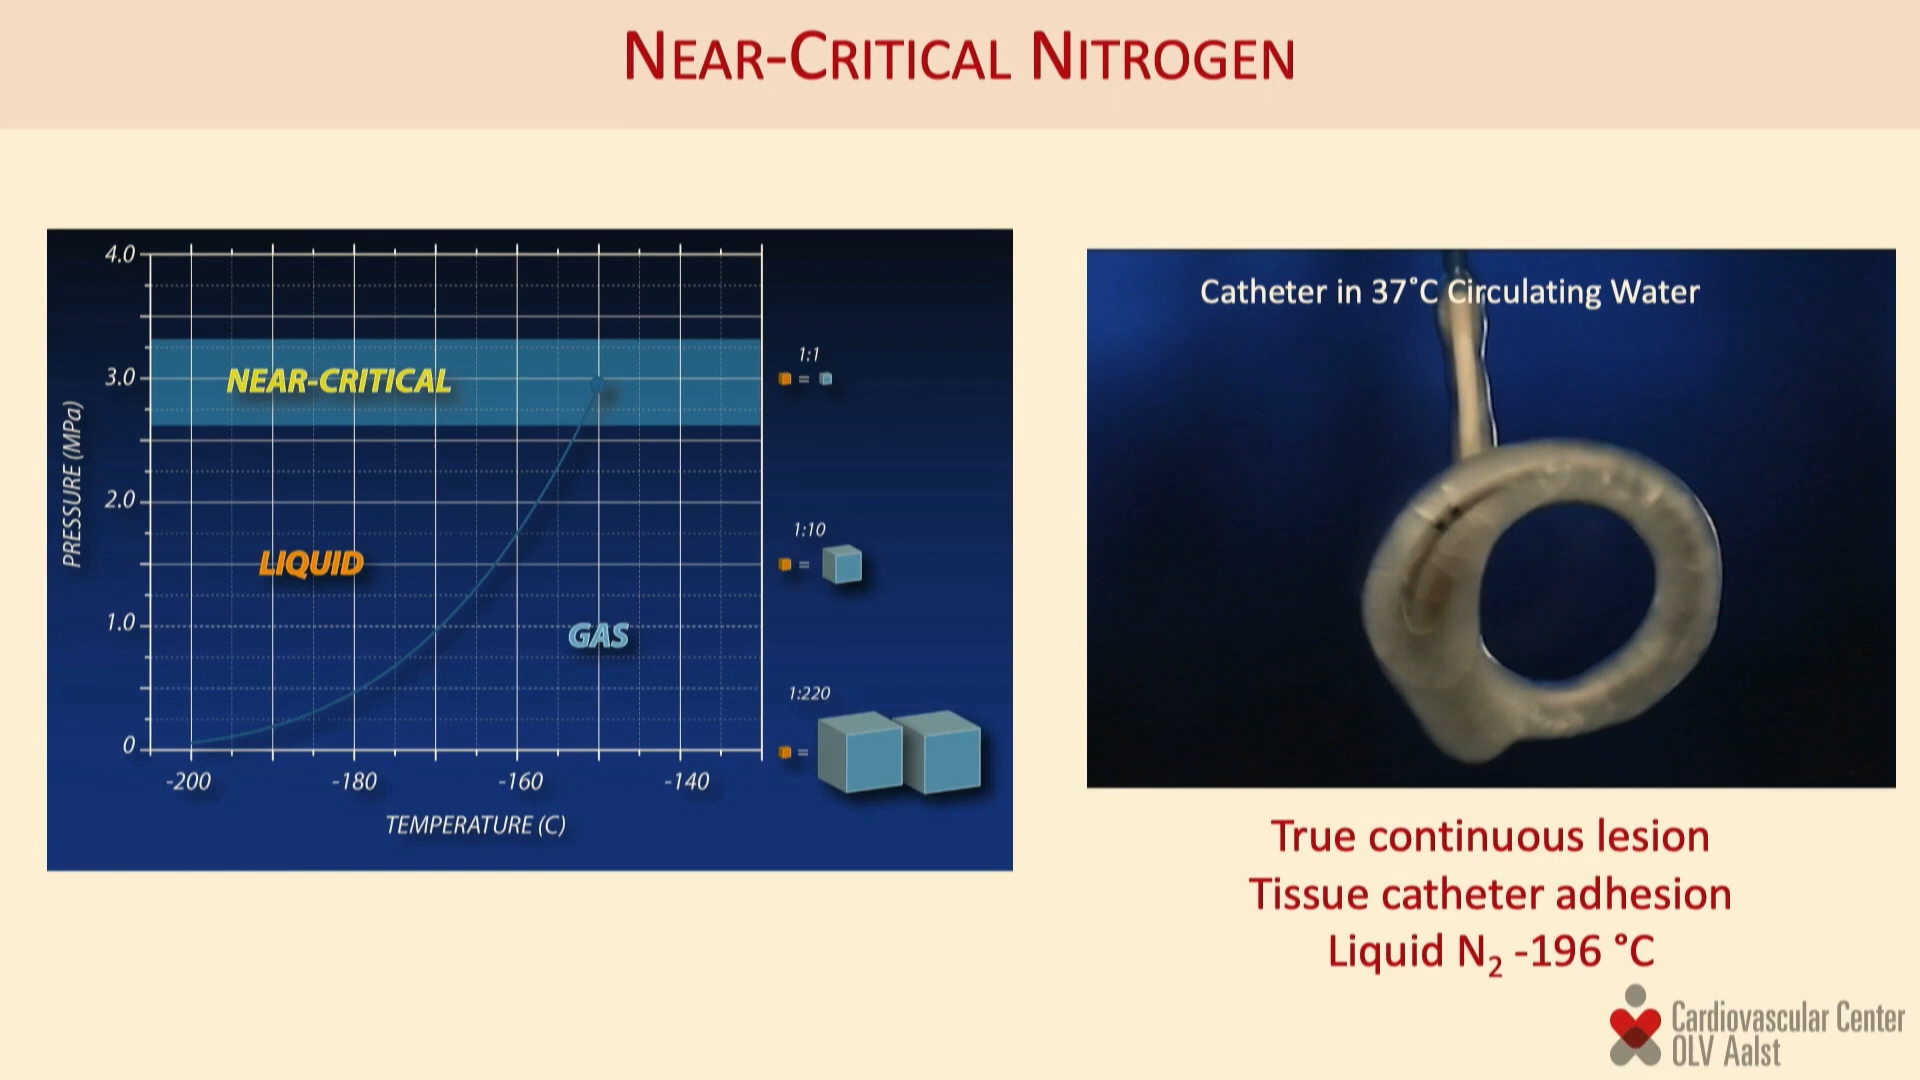 NEAR-CRITICAL NITROGEN
4.0
3.0
2.0
1.0
0
PRESSURE (MPa)
NEAR-CRITICAL
LIQUID
GAS
-200 -180 -160 -140
TEMPERATURE (C)
1:1
=
1:10
=
1:220
=
Catheter in 37°C Circulating Water
True continuous lesion
Tissue catheter adhesion
Liquid N₂ -196 °C
Cardiovascular Center
OLV Aalst